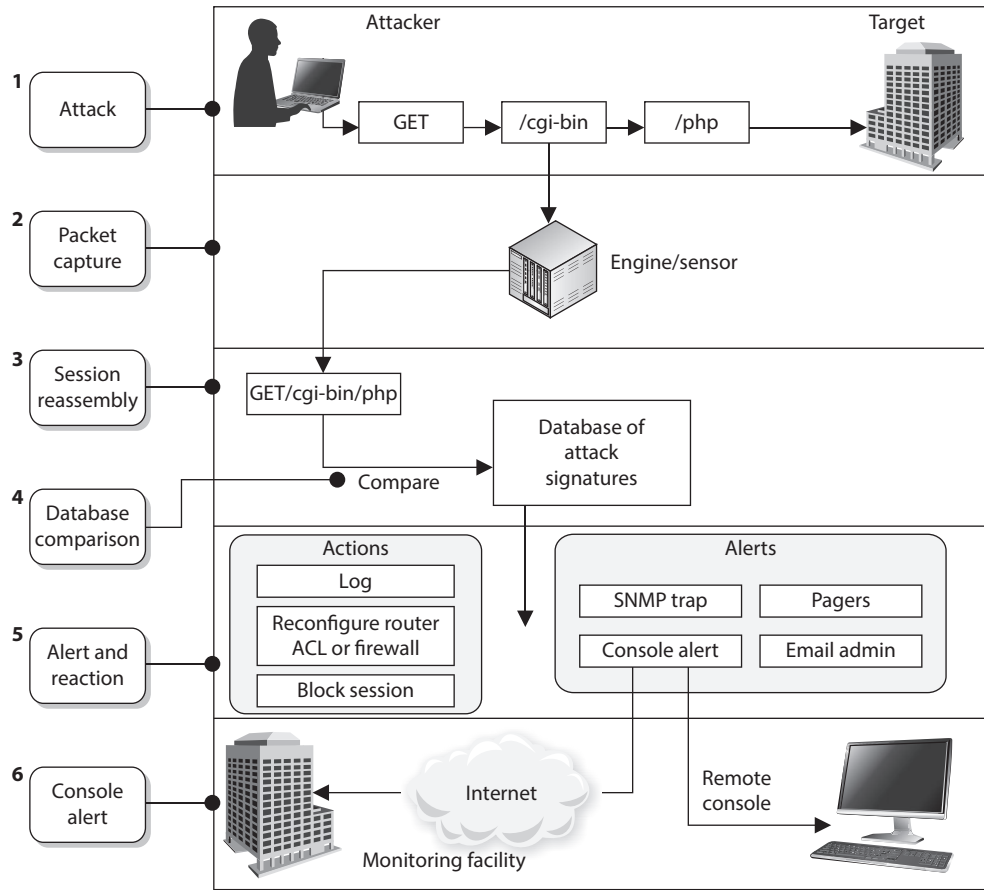 Attacker
Target
1
Attack
GET
/cgi-bin
/php
2
Packet
capture
Engine/sensor
3
Session
reassembly
GET/cgi-bin/php
Database of
attack
signatures
Compare
4
Database
comparison
Actions
Log
Reconfigure router
ACL or firewall
Block session
Alerts
SNMP trap
Pagers
Console alert
Email admin
5
Alert and
reaction
6
Console
alert
Internet
Remote
console
Monitoring facility